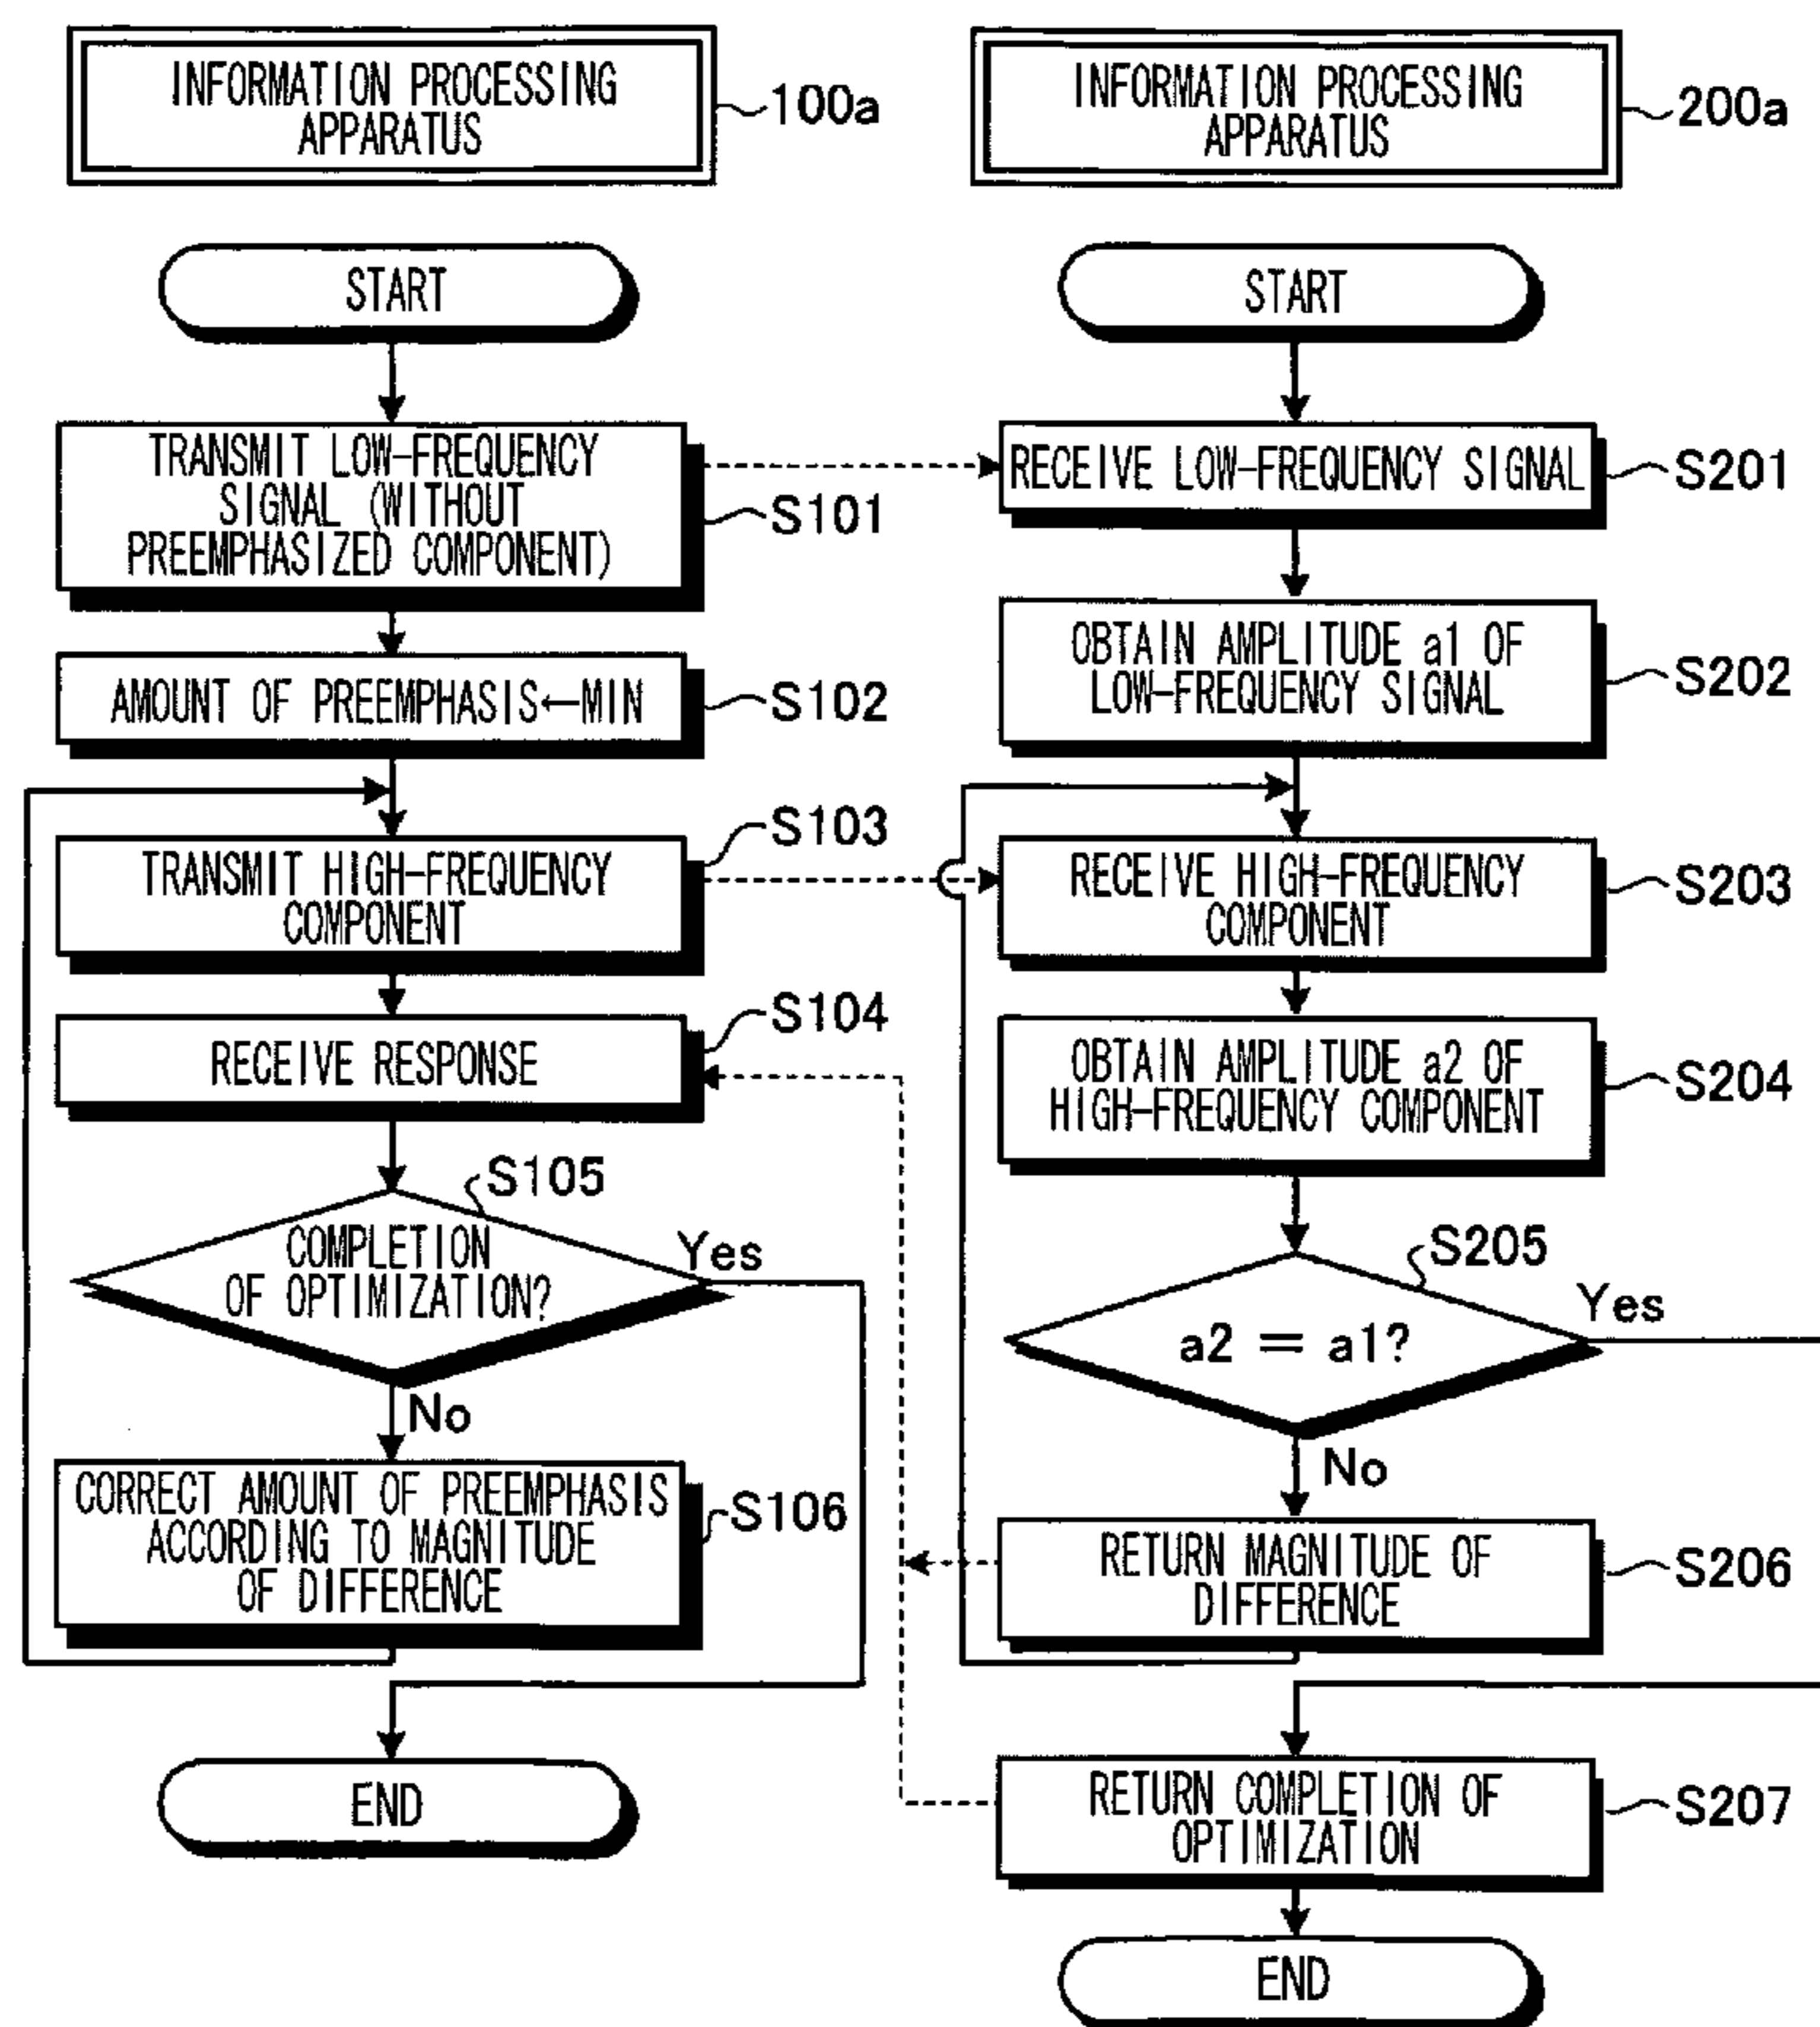 INFORMATION PROCESSING
APPARATUS
100a
START
TRANSMIT LOW-FREQUENCY
SIGNAL (WITHOUT
PREEMPHASIZED COMPONENT)
S101
AMOUNT OF PREEMPHASIS←MIN
S102
TRANSMIT HIGH-FREQUENCY
COMPONENT
S103
RECEIVE RESPONSE
S104
COMPLETION
OF OPTIMIZATION?
S105
Yes
No
CORRECT AMOUNT OF PREEMPHASIS
ACCORDING TO MAGNITUDE
OF DIFFERENCE
S106
END
INFORMATION PROCESSING
APPARATUS
200a
START
RECEIVE LOW-FREQUENCY SIGNAL
S201
OBTAIN AMPLITUDE a1 OF
LOW-FREQUENCY SIGNAL
S202
RECEIVE HIGH-FREQUENCY
COMPONENT
S203
OBTAIN AMPLITUDE a2 OF
HIGH-FREQUENCY COMPONENT
S204
a2 = a1?
S205
Yes
No
RETURN MAGNITUDE OF
DIFFERENCE
S206
RETURN COMPLETION OF
OPTIMIZATION
S207
END